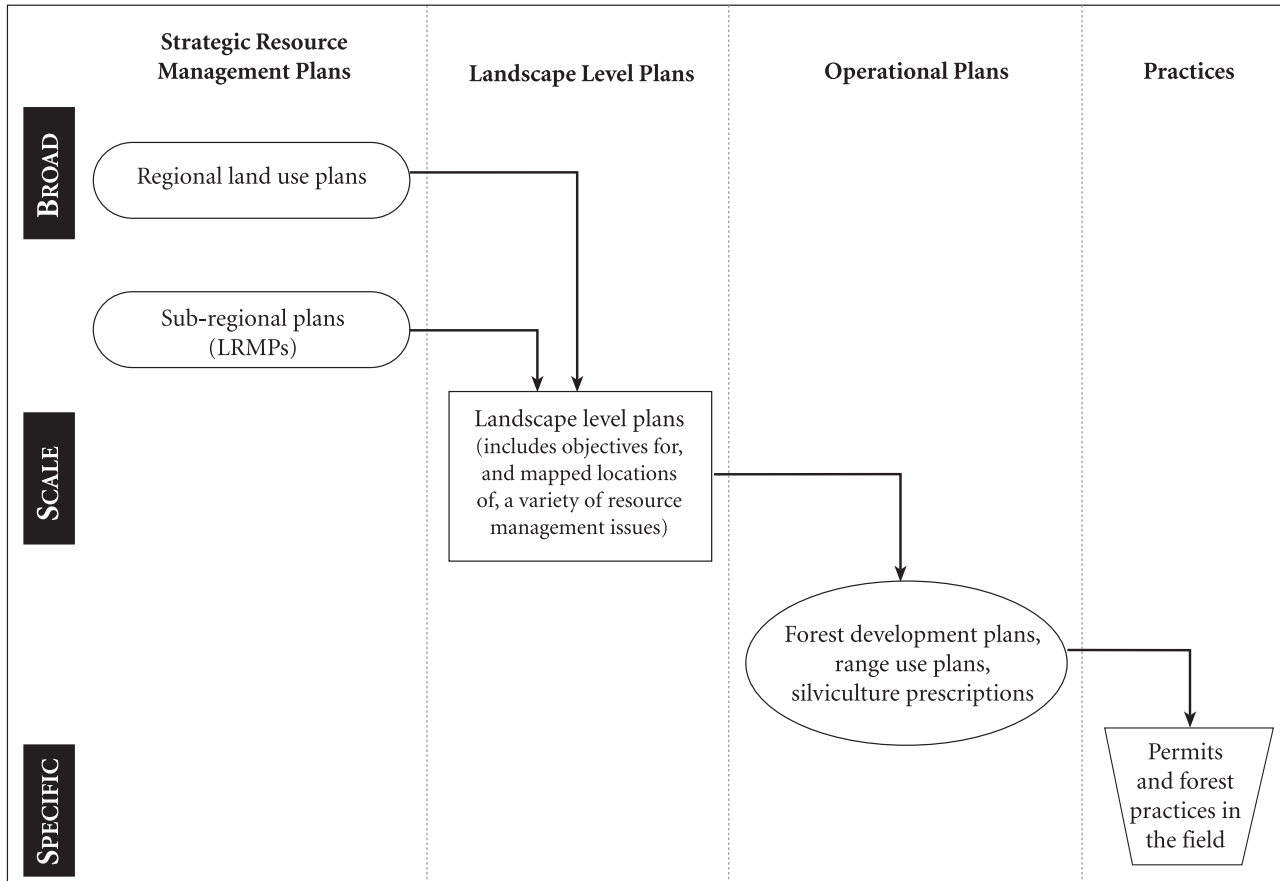 Strategic Resource
Management Plans
Landscape Level Plans
Operational Plans
Practices
BROAD
Regional land use plans
Sub-regional plans
(LRMPs)
SCALE
Landscape level plans
(includes objectives for,
and mapped locations
of, a variety of resource
management issues)
Forest development plans,
range use plans,
silviculture prescriptions
SPECIFIC
Permits
and forest
practices in
the field